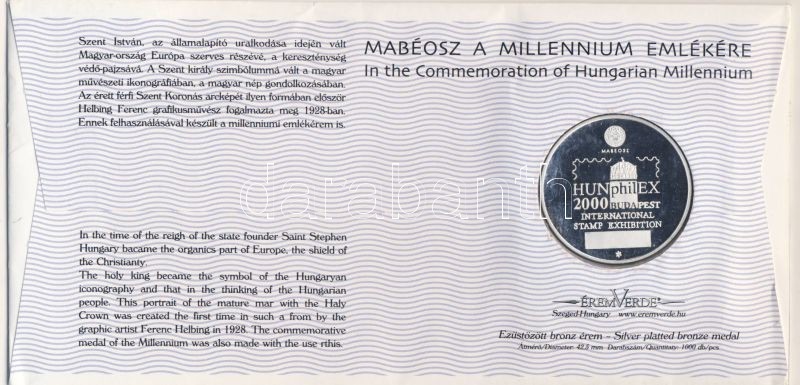 Szent István, az államalapító uralkodása idején vált
Magyar-ország Európa szerves részévé, a kereszténység
védő-pajzsává. A Szent király szimbólummá vált a magyar
művészeti ikonográfiában, a magyar nép gondolkozásában.
Az érett férfi Szent Koronás arcképét ilyen formában először
Helbing Ferenc grafikusművész fogalmazta meg 1928-ban.
Ennek felhasználásával készült a millenniumi emlékérem is.
In the time of the reigh of the state founder Saint Stephen
Hungary bacame the organics part of Europe, the shield of
the Christianty.
The holy king became the symbol of the Hungaryan
iconography and that in the thinking of the Hungarian
people. This portrait of the mature mar with the Haly
Crown was created the first time in such a from by the
graphic artist Ferenc Helbing in 1928. The commemorative
medal of the Millennium was also made with the use rthis.
MABÉOSZ A MILLENNIUM EMLÉKÉRE
In the Commemoration of Hungarian Millennium
MABÉOSZ
HUNphilEX
2000 BUDAPEST
INTERNATIONAL
STAMP EXHIBITION
ÉREMVERDE
Szeged-Hungary www.eremverde.hu
Ezüstözött bronz érem – Silver platted bronze medal
Átmérő/Diameter: 42,5 mm Darabszám/Quantitaty: 1000 db/pcs
darabanth